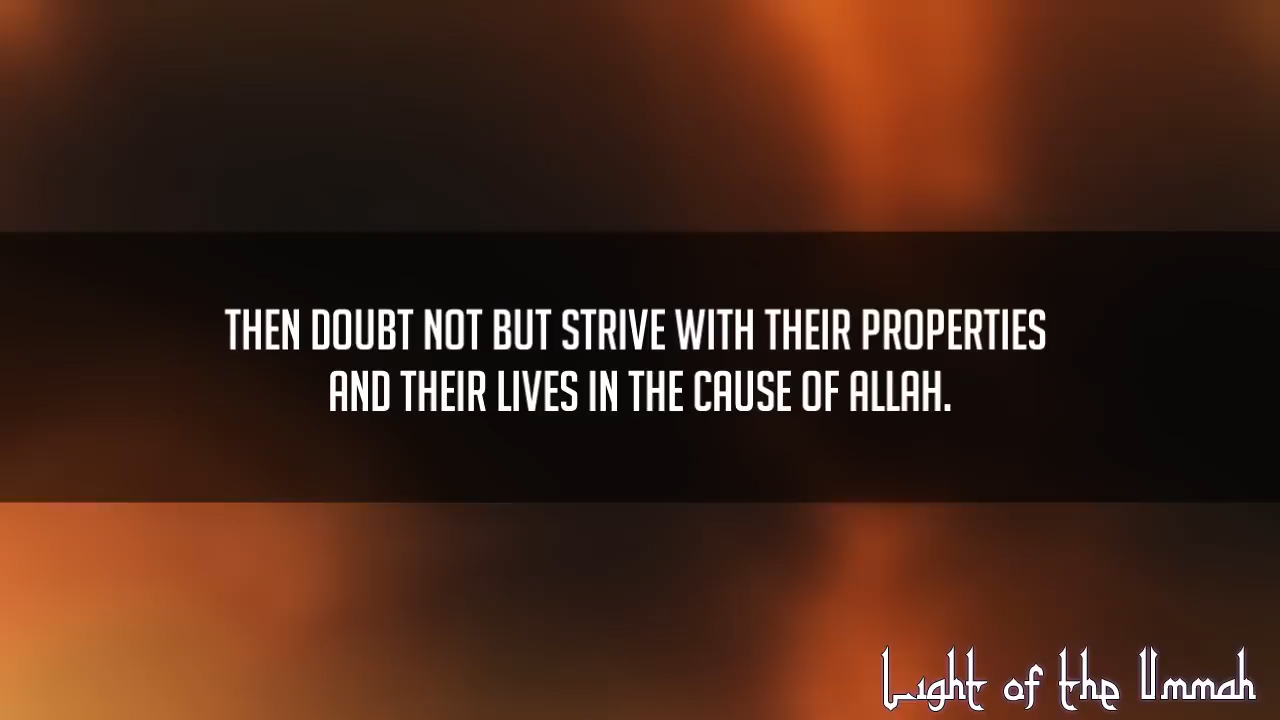 THEN DOUBT NOT BUT STRIVE WITH THEIR PROPERTIES
AND THEIR LIVES IN THE CAUSE OF ALLAH.
Light of the Ummah